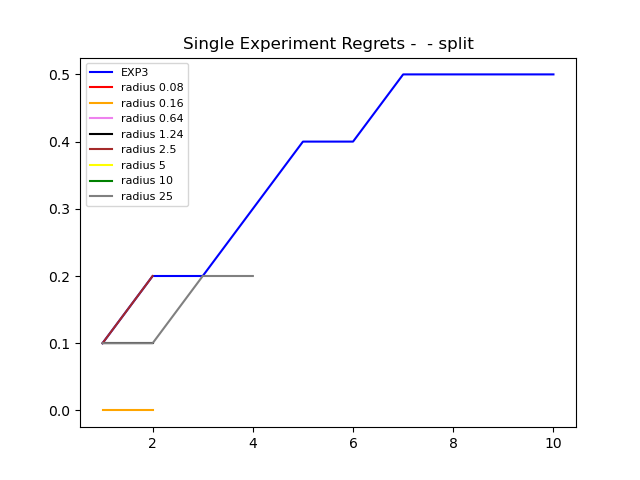 Single Experiment Regrets -  - split
EXP3
radius 0.08
radius 0.16
radius 0.64
radius 1.24
radius 2.5
radius 5
radius 10
radius 25
0.5
0.4
0.3
0.2
0.1
0.0
2 4 6 8 10